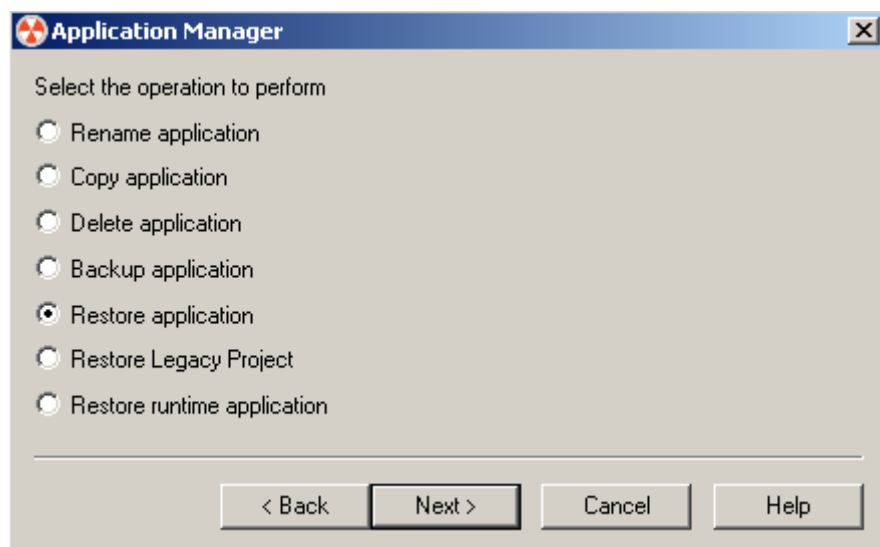 Application Manager
Select the operation to perform
Rename application
Copy application
Delete application
Backup application
Restore application
Restore Legacy Project
Restore runtime application
< Back Next > Cancel Help